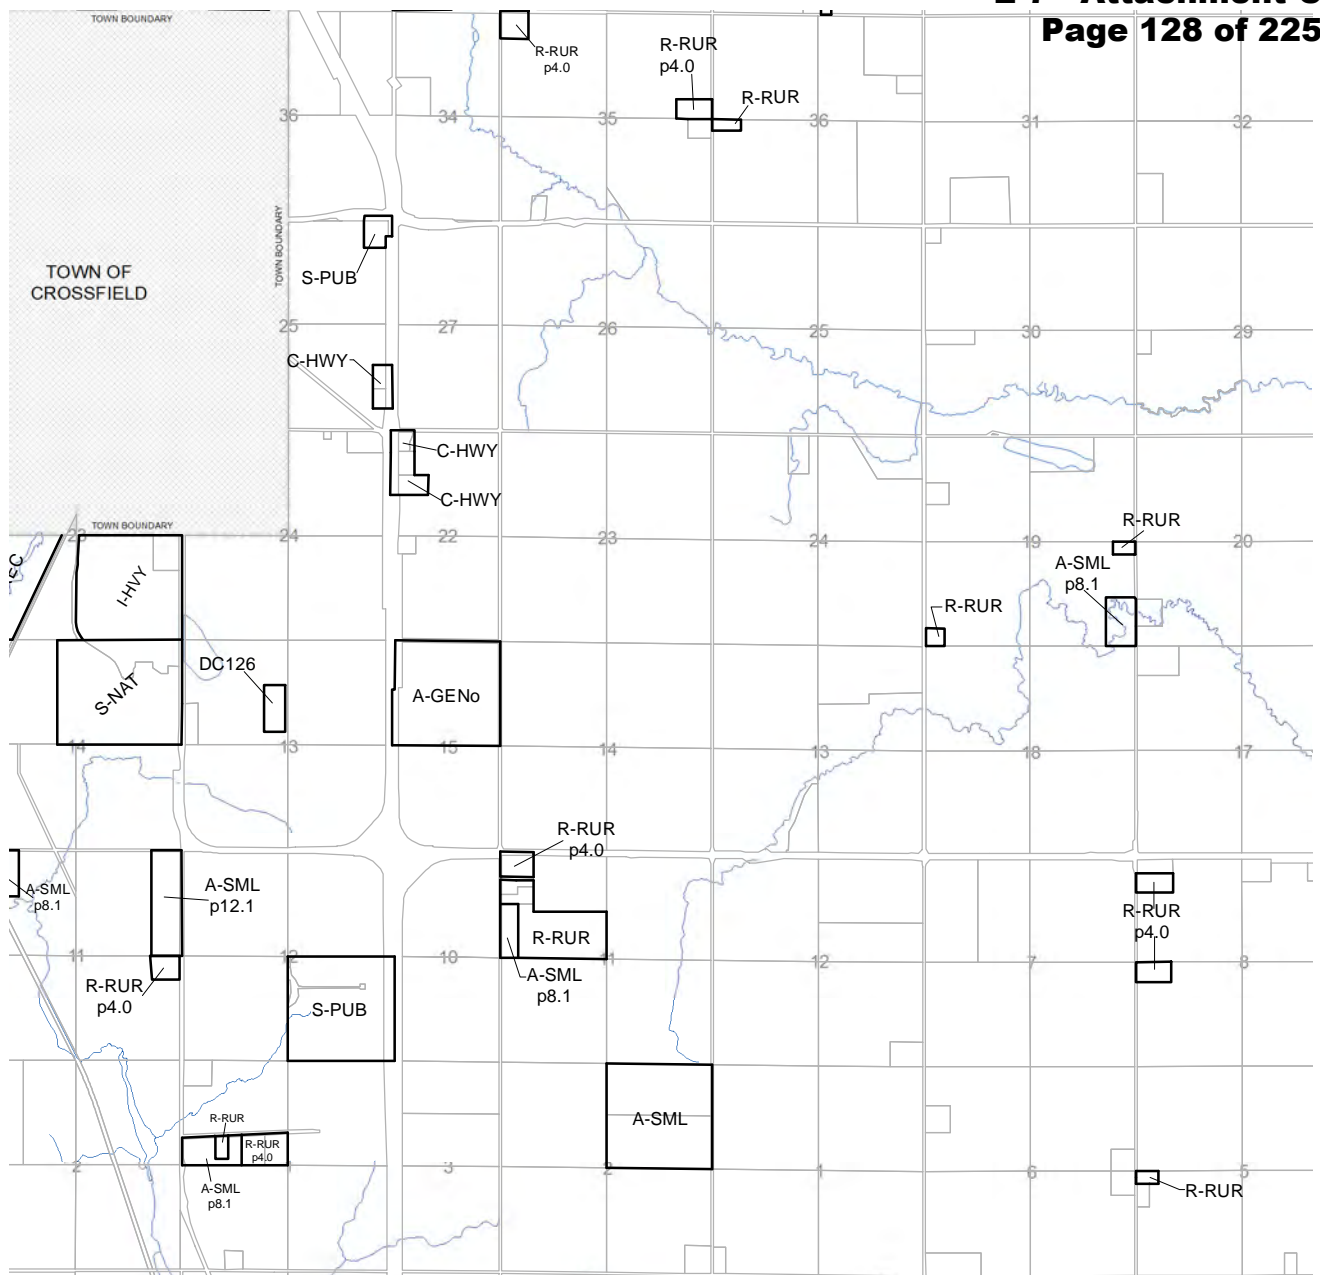 Page 128 of 225
TOWN BOUNDARY
R-RUR
p4.0
R-RUR
p4.0
R-RUR
36
34
35
36
31
32
TOWN BOUNDARY
TOWN OF
CROSSFIELD
S-PUB
25
27
26
25
30
29
C-HWY
C-HWY
C-HWY
TOWN BOUNDARY
23
24
22
23
24
19
20
R-RUR
A-SML
p8.1
I-HVY
R-RUR
DC126
S-NAT
A-GENo
14
13
15
14
13
18
17
R-RUR
p4.0
A-SML
p8.1
A-SML
p12.1
R-RUR
p4.0
R-RUR
11
12
10
11
12
7
8
A-SML
p8.1
R-RUR
p4.0
S-PUB
A-SML
R-RUR
R-RUR
p4.0
2
1
3
2
1
6
5
A-SML
p8.1
R-RUR